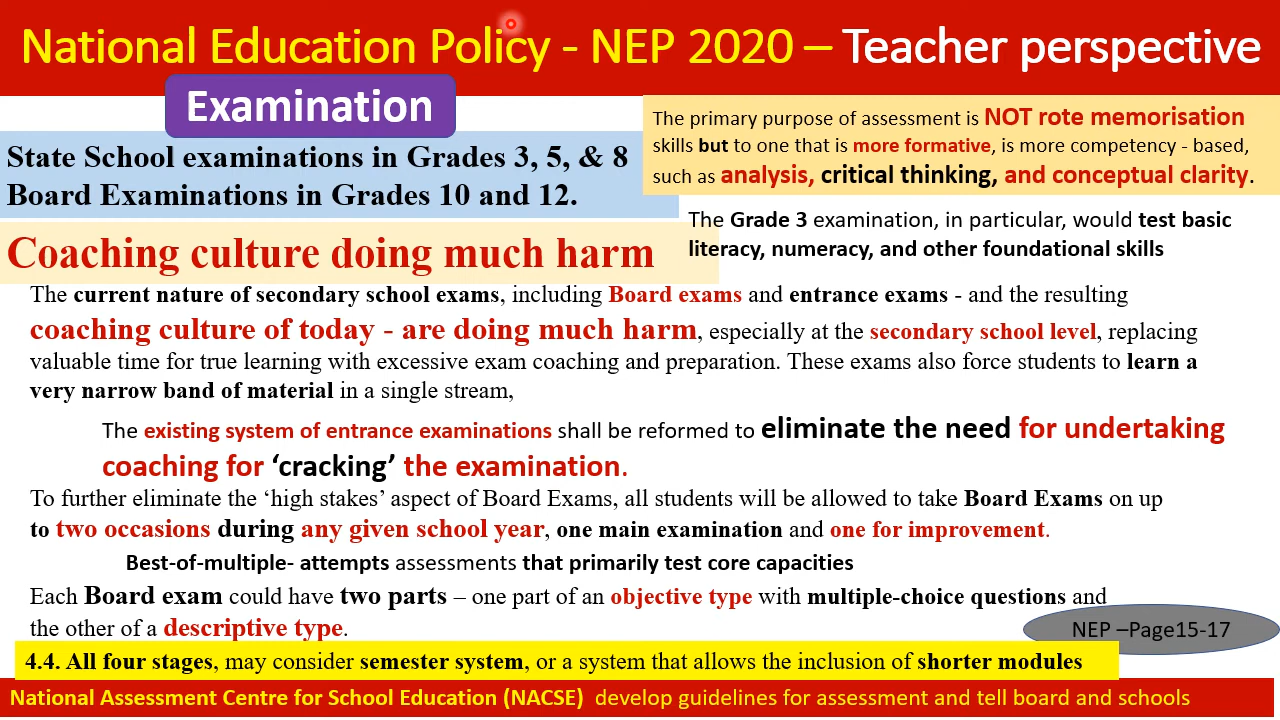 National Education Policy - NEP 2020 – Teacher perspective
Examination
State School examinations in Grades 3, 5, & 8
Board Examinations in Grades 10 and 12.
The primary purpose of assessment is NOT rote memorisation
skills but to one that is more formative, is more competency - based,
such as analysis, critical thinking, and conceptual clarity.
The Grade 3 examination, in particular, would test basic
literacy, numeracy, and other foundational skills
Coaching culture doing much harm
The current nature of secondary school exams, including Board exams and entrance exams - and the resulting
coaching culture of today - are doing much harm, especially at the secondary school level, replacing
valuable time for true learning with excessive exam coaching and preparation. These exams also force students to learn a
very narrow band of material in a single stream,
The existing system of entrance examinations shall be reformed to eliminate the need for undertaking
coaching for ‘cracking’ the examination.
To further eliminate the ‘high stakes’ aspect of Board Exams, all students will be allowed to take Board Exams on up
to two occasions during any given school year, one main examination and one for improvement.
Best-of-multiple- attempts assessments that primarily test core capacities
Each Board exam could have two parts – one part of an objective type with multiple-choice questions and
the other of a descriptive type.
NEP –Page15-17
4.4. All four stages, may consider semester system, or a system that allows the inclusion of shorter modules
National Assessment Centre for School Education (NACSE) develop guidelines for assessment and tell board and schools